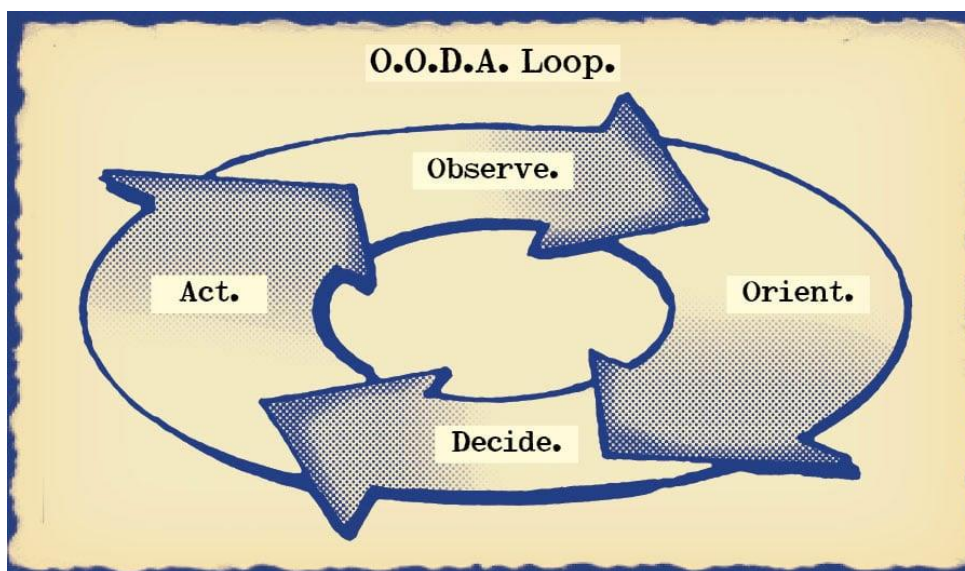 O.O.D.A. Loop.
Observe.
Orient.
Decide.
Act.